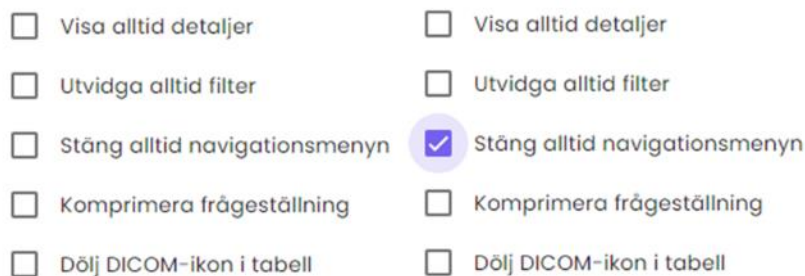 Visa alltid detaljer
Utvidga alltid filter
Stäng alltid navigationsmenyn
Komprimera frågeställning
Dölj DICOM-ikon i tabell
Visa alltid detaljer
Utvidga alltid filter
Stäng alltid navigationsmenyn
Komprimera frågeställning
Dölj DICOM-ikon i tabell